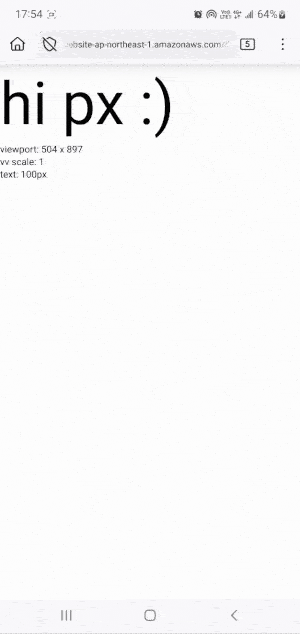 17:54 64%
ebsite-ap-northeast-1.amazonaws.com 5
hi px :)
viewport: 504 x 897
vv scale: 1
text: 100px